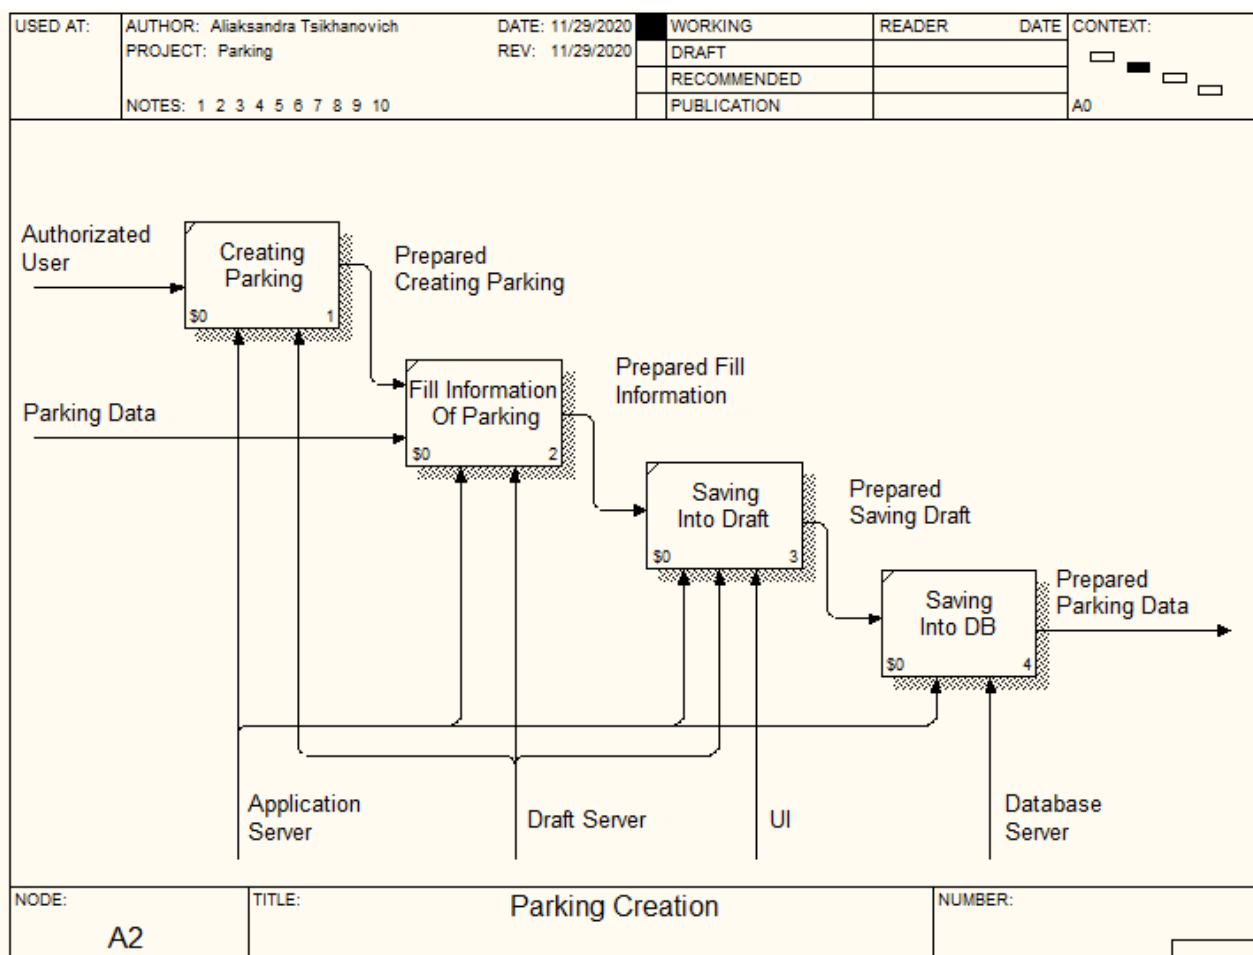 USED AT:
AUTHOR: Aliaksandra Tsikhanovich
DATE: 11/29/2020
PROJECT: Parking
REV: 11/29/2020
NOTES: 1 2 3 4 5 6 7 8 9 10
WORKING
DRAFT
RECOMMENDED
PUBLICATION
READER
DATE
CONTEXT:
A0
Authorizated
User
Creating
Parking
$0
1
Prepared
Creating Parking
Parking Data
Fill Information
Of Parking
$0
2
Prepared Fill
Information
Saving
Into Draft
$0
3
Prepared
Saving Draft
Saving
Into DB
$0
4
Prepared
Parking Data
Application
Server
Draft Server
UI
Database
Server
NODE:
A2
TITLE:
Parking Creation
NUMBER: